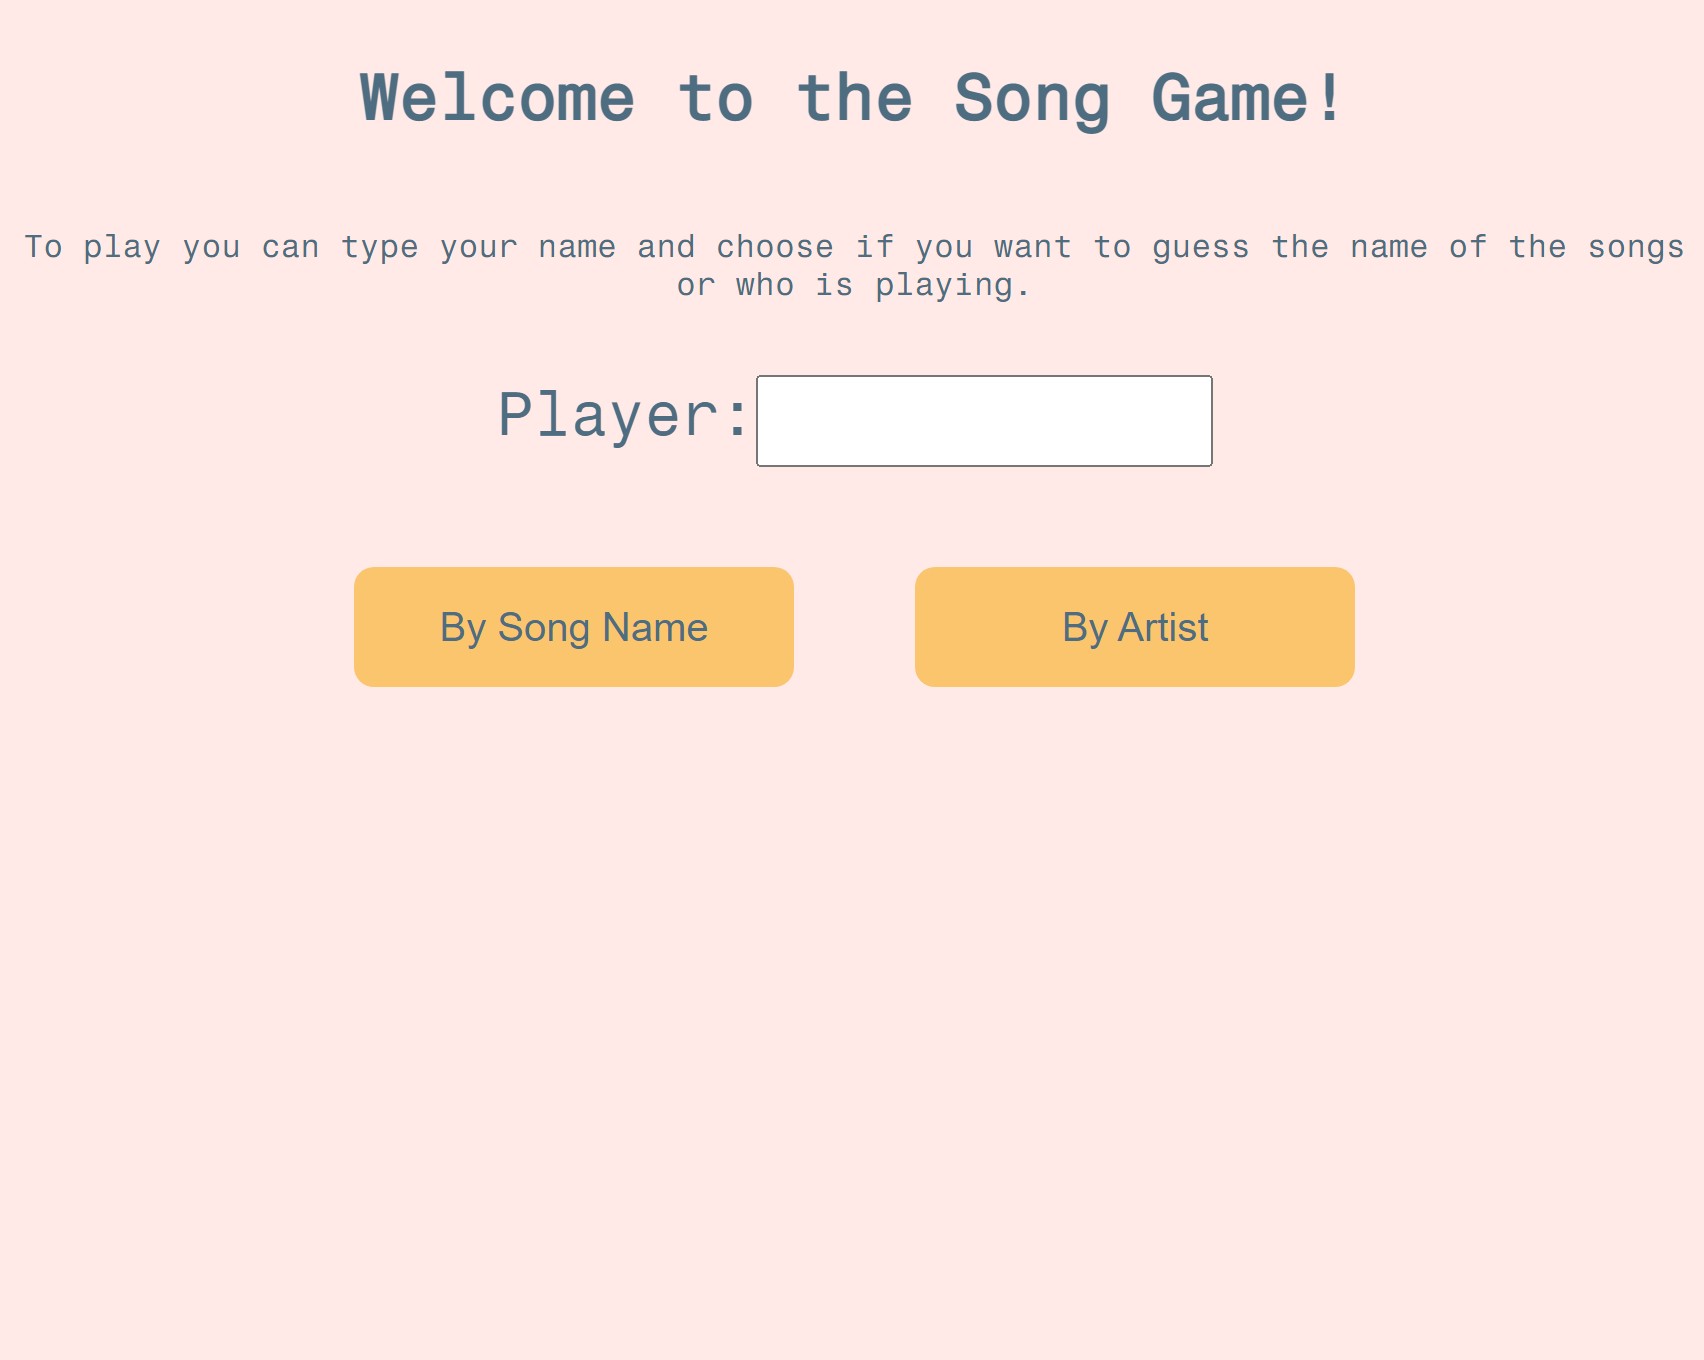 Welcome to the Song Game!
To play you can type your name and choose if you want to guess the name of the songs
or who is playing.
Player:
By Song Name
By Artist